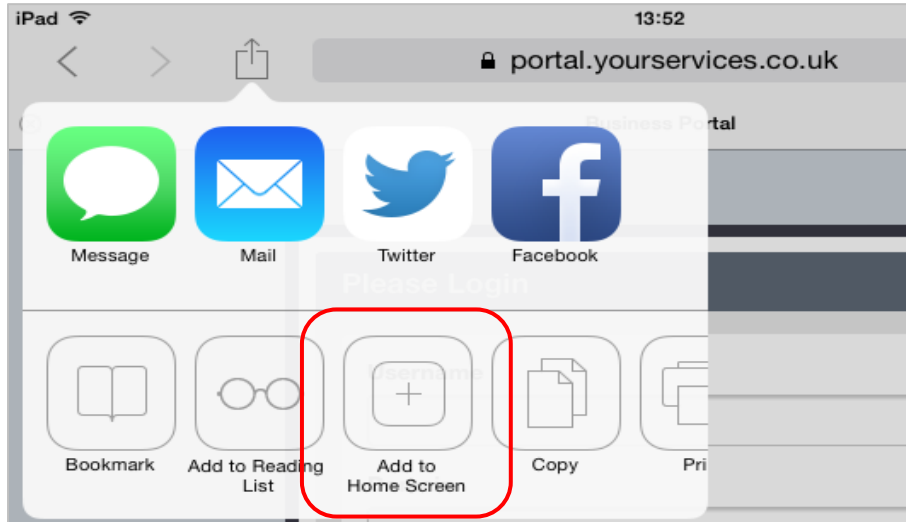 iPad 13:52
portal.yourservices.co.uk
Business Portal
Message Mail Twitter Facebook
Please Login
Username
Bookmark Add to Reading List Add to Home Screen Copy Pri